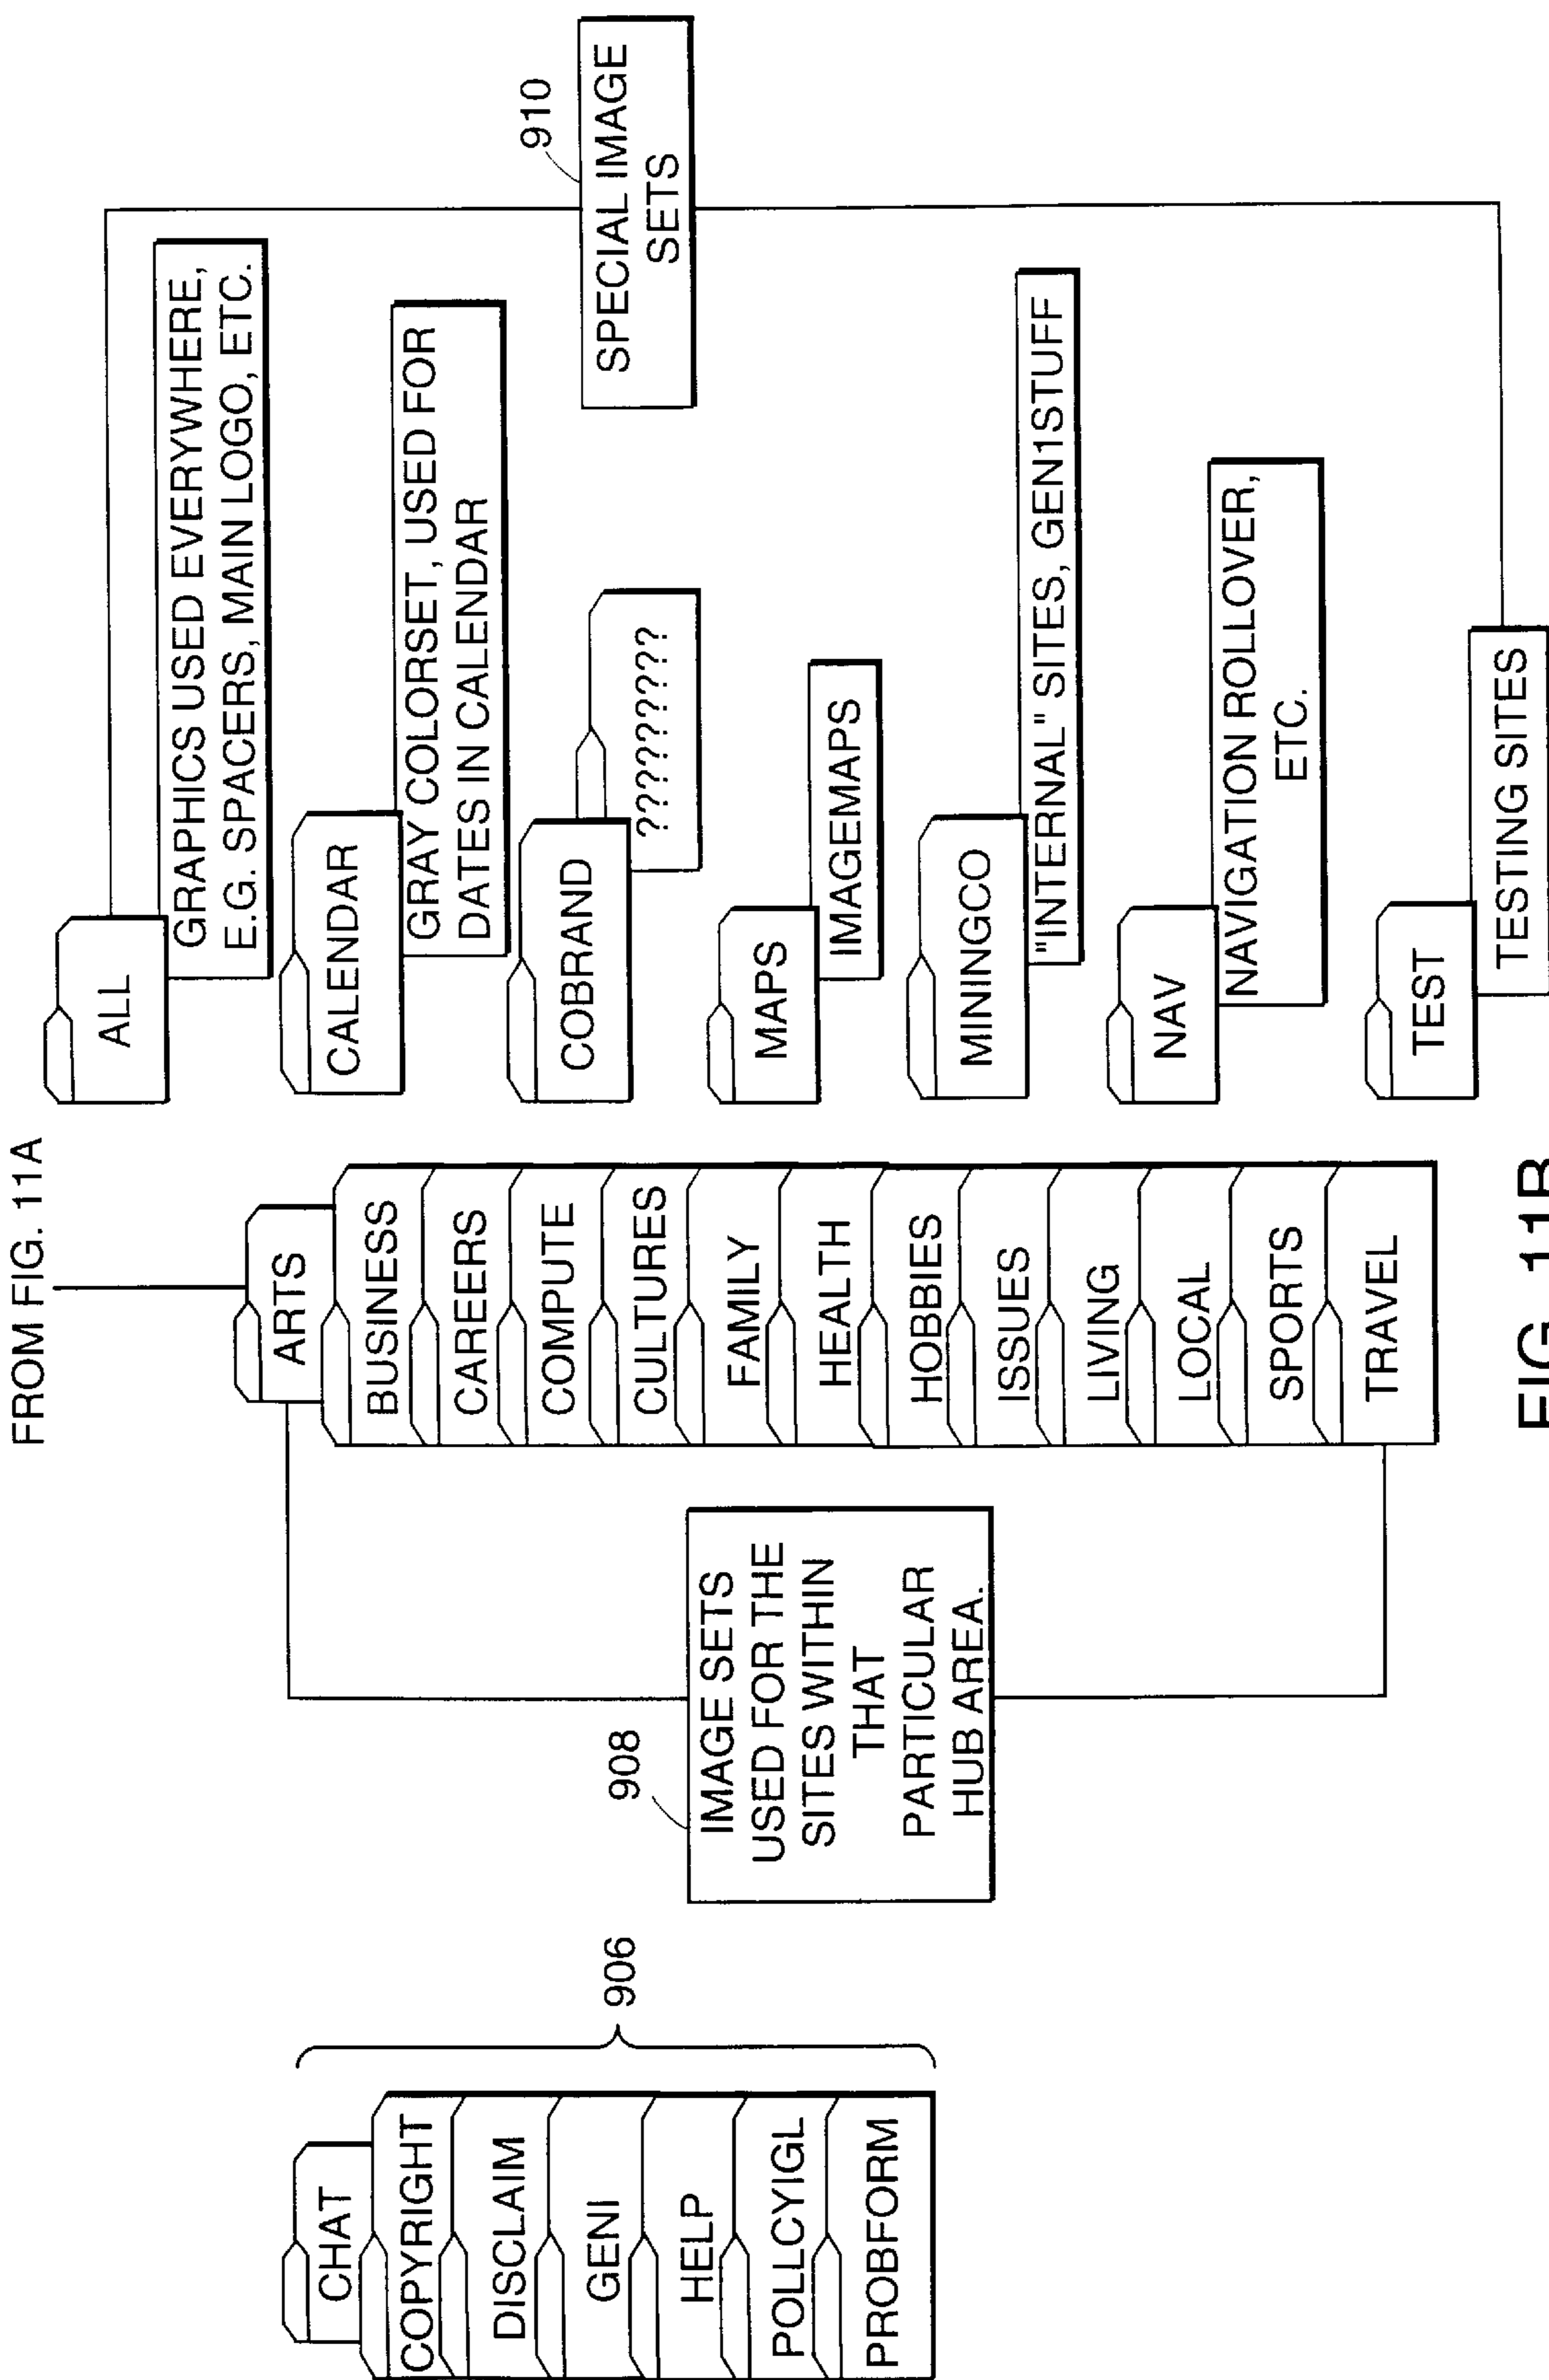 FROM FIG. 11A
CHAT
COPYRIGHT
DISCLAIM
GENI
HELP
POLLCYIGL
PROBFORM
906
908
IMAGE SETS
USED FOR THE
SITES WITHIN
THAT
PARTICULAR
HUB AREA.
ARTS
BUSINESS
CAREERS
COMPUTE
CULTURES
FAMILY
HEALTH
HOBBIES
ISSUES
LIVING
LOCAL
SPORTS
TRAVEL
ALL
GRAPHICS USED EVERYWHERE,
E.G. SPACERS, MAIN LOGO, ETC.
CALENDAR
GRAY COLORSET, USED FOR
DATES IN CALENDAR
COBRAND
?????????
MAPS
IMAGEMAPS
MININGCO
"INTERNAL" SITES, GEN1STUFF
NAV
NAVIGATION ROLLOVER,
ETC.
TEST
TESTING SITES
910
SPECIAL IMAGE
SETS
FIG. 11B